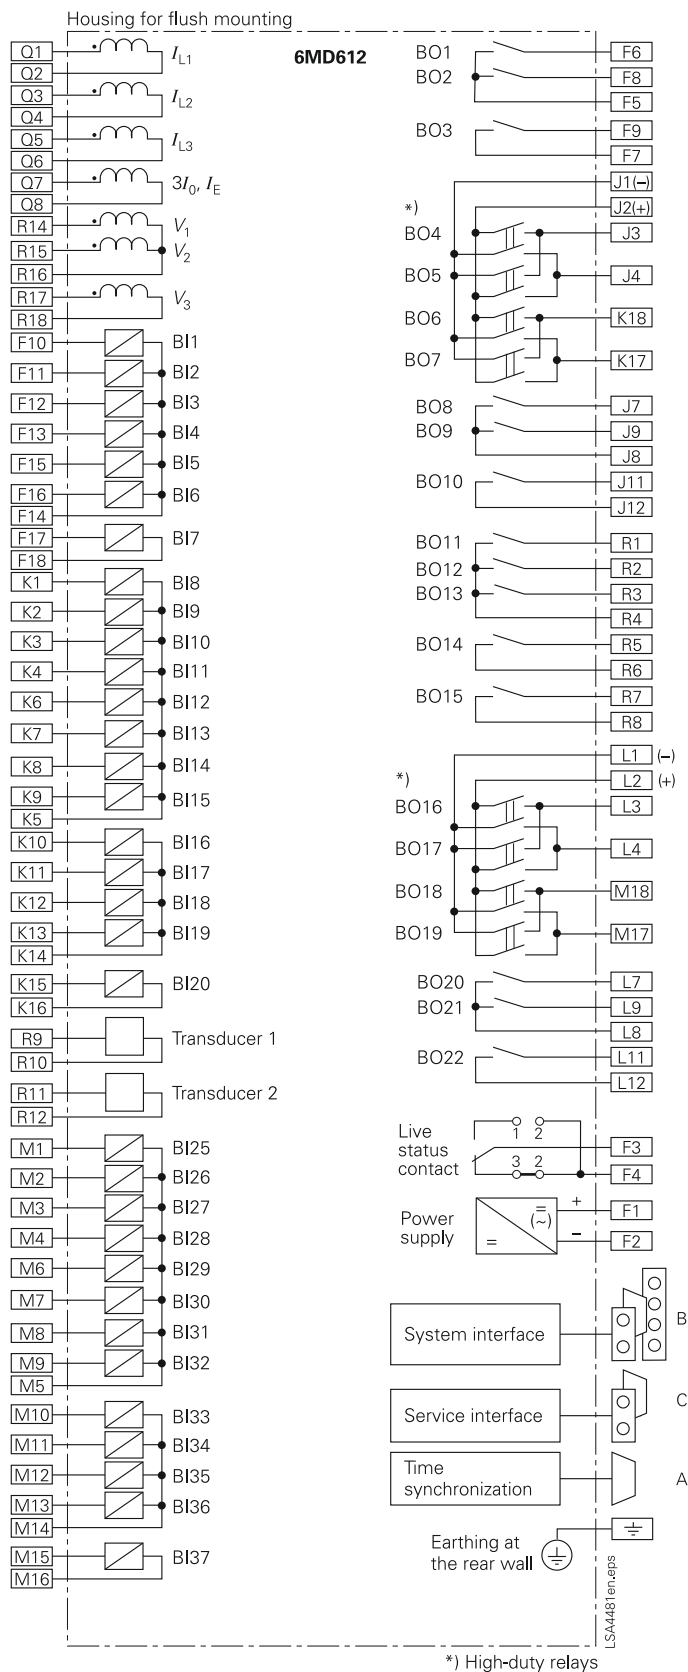 Housing for flush mounting
6MD612
Q1
Q2
I L1
Q3
Q4
I L2
Q5
Q6
I L3
Q7
Q8
3I0, IE
R14
V1
R15
V2
R16
R17
V3
R18
F10 BI1
F11 BI2
F12 BI3
F13 BI4
F15 BI5
F16 BI6
F14
F17 BI7
F18
K1 BI8
K2 BI9
K3 BI10
K4 BI11
K6 BI12
K7 BI13
K8 BI14
K9 BI15
K5
K10 BI16
K11 BI17
K12 BI18
K13 BI19
K14
K15 BI20
K16
R9 Transducer 1
R10
R11 Transducer 2
R12
M1 BI25
M2 BI26
M3 BI27
M4 BI28
M6 BI29
M7 BI30
M8 BI31
M9 BI32
M5
M10 BI33
M11 BI34
M12 BI35
M13 BI36
M14
M15 BI37
M16
BO1 F6
BO2 F8
F5
BO3 F9
F7
J1(–)
*) J2(+)
BO4 J3
BO5 J4
BO6 K18
BO7 K17
BO8 J7
BO9 J9
J8
BO10 J11
J12
BO11 R1
BO12 R2
BO13 R3
R4
BO14 R5
R6
BO15 R7
R8
L1 (–)
*) L2 (+)
BO16 L3
BO17 L4
BO18 M18
BO19 M17
BO20 L7
BO21 L9
L8
BO22 L11
L12
Live
status
contact
1 2
3 2
F3
F4
Power
supply
=
(~)
=
+
–
F1
F2
System interface
B
Service interface
C
Time
synchronization
A
Earthing at
the rear wall
LSA4481en.eps
*) High-duty relays